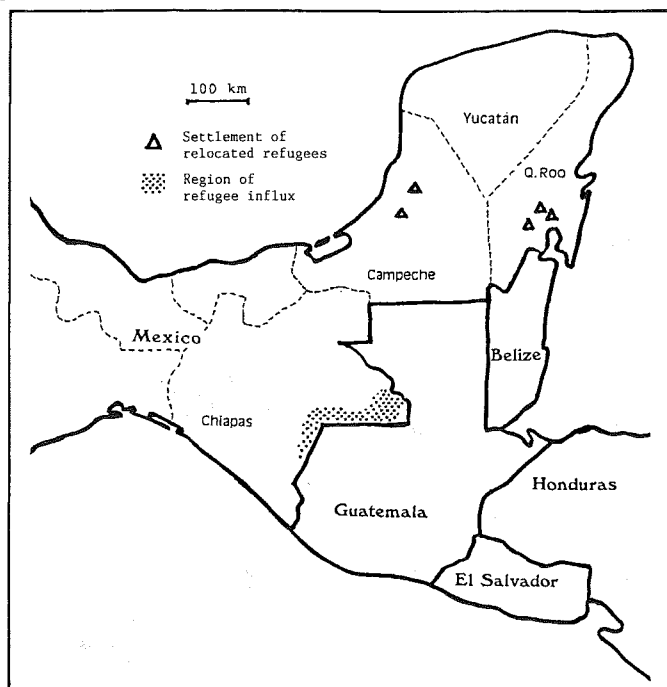 100 km
Settlement of
relocated refugees
Region of
refugee influx
Yucatán
Q. Roo
Campeche
Mexico
Belize
Chiapas
Honduras
Guatemala
El Salvador